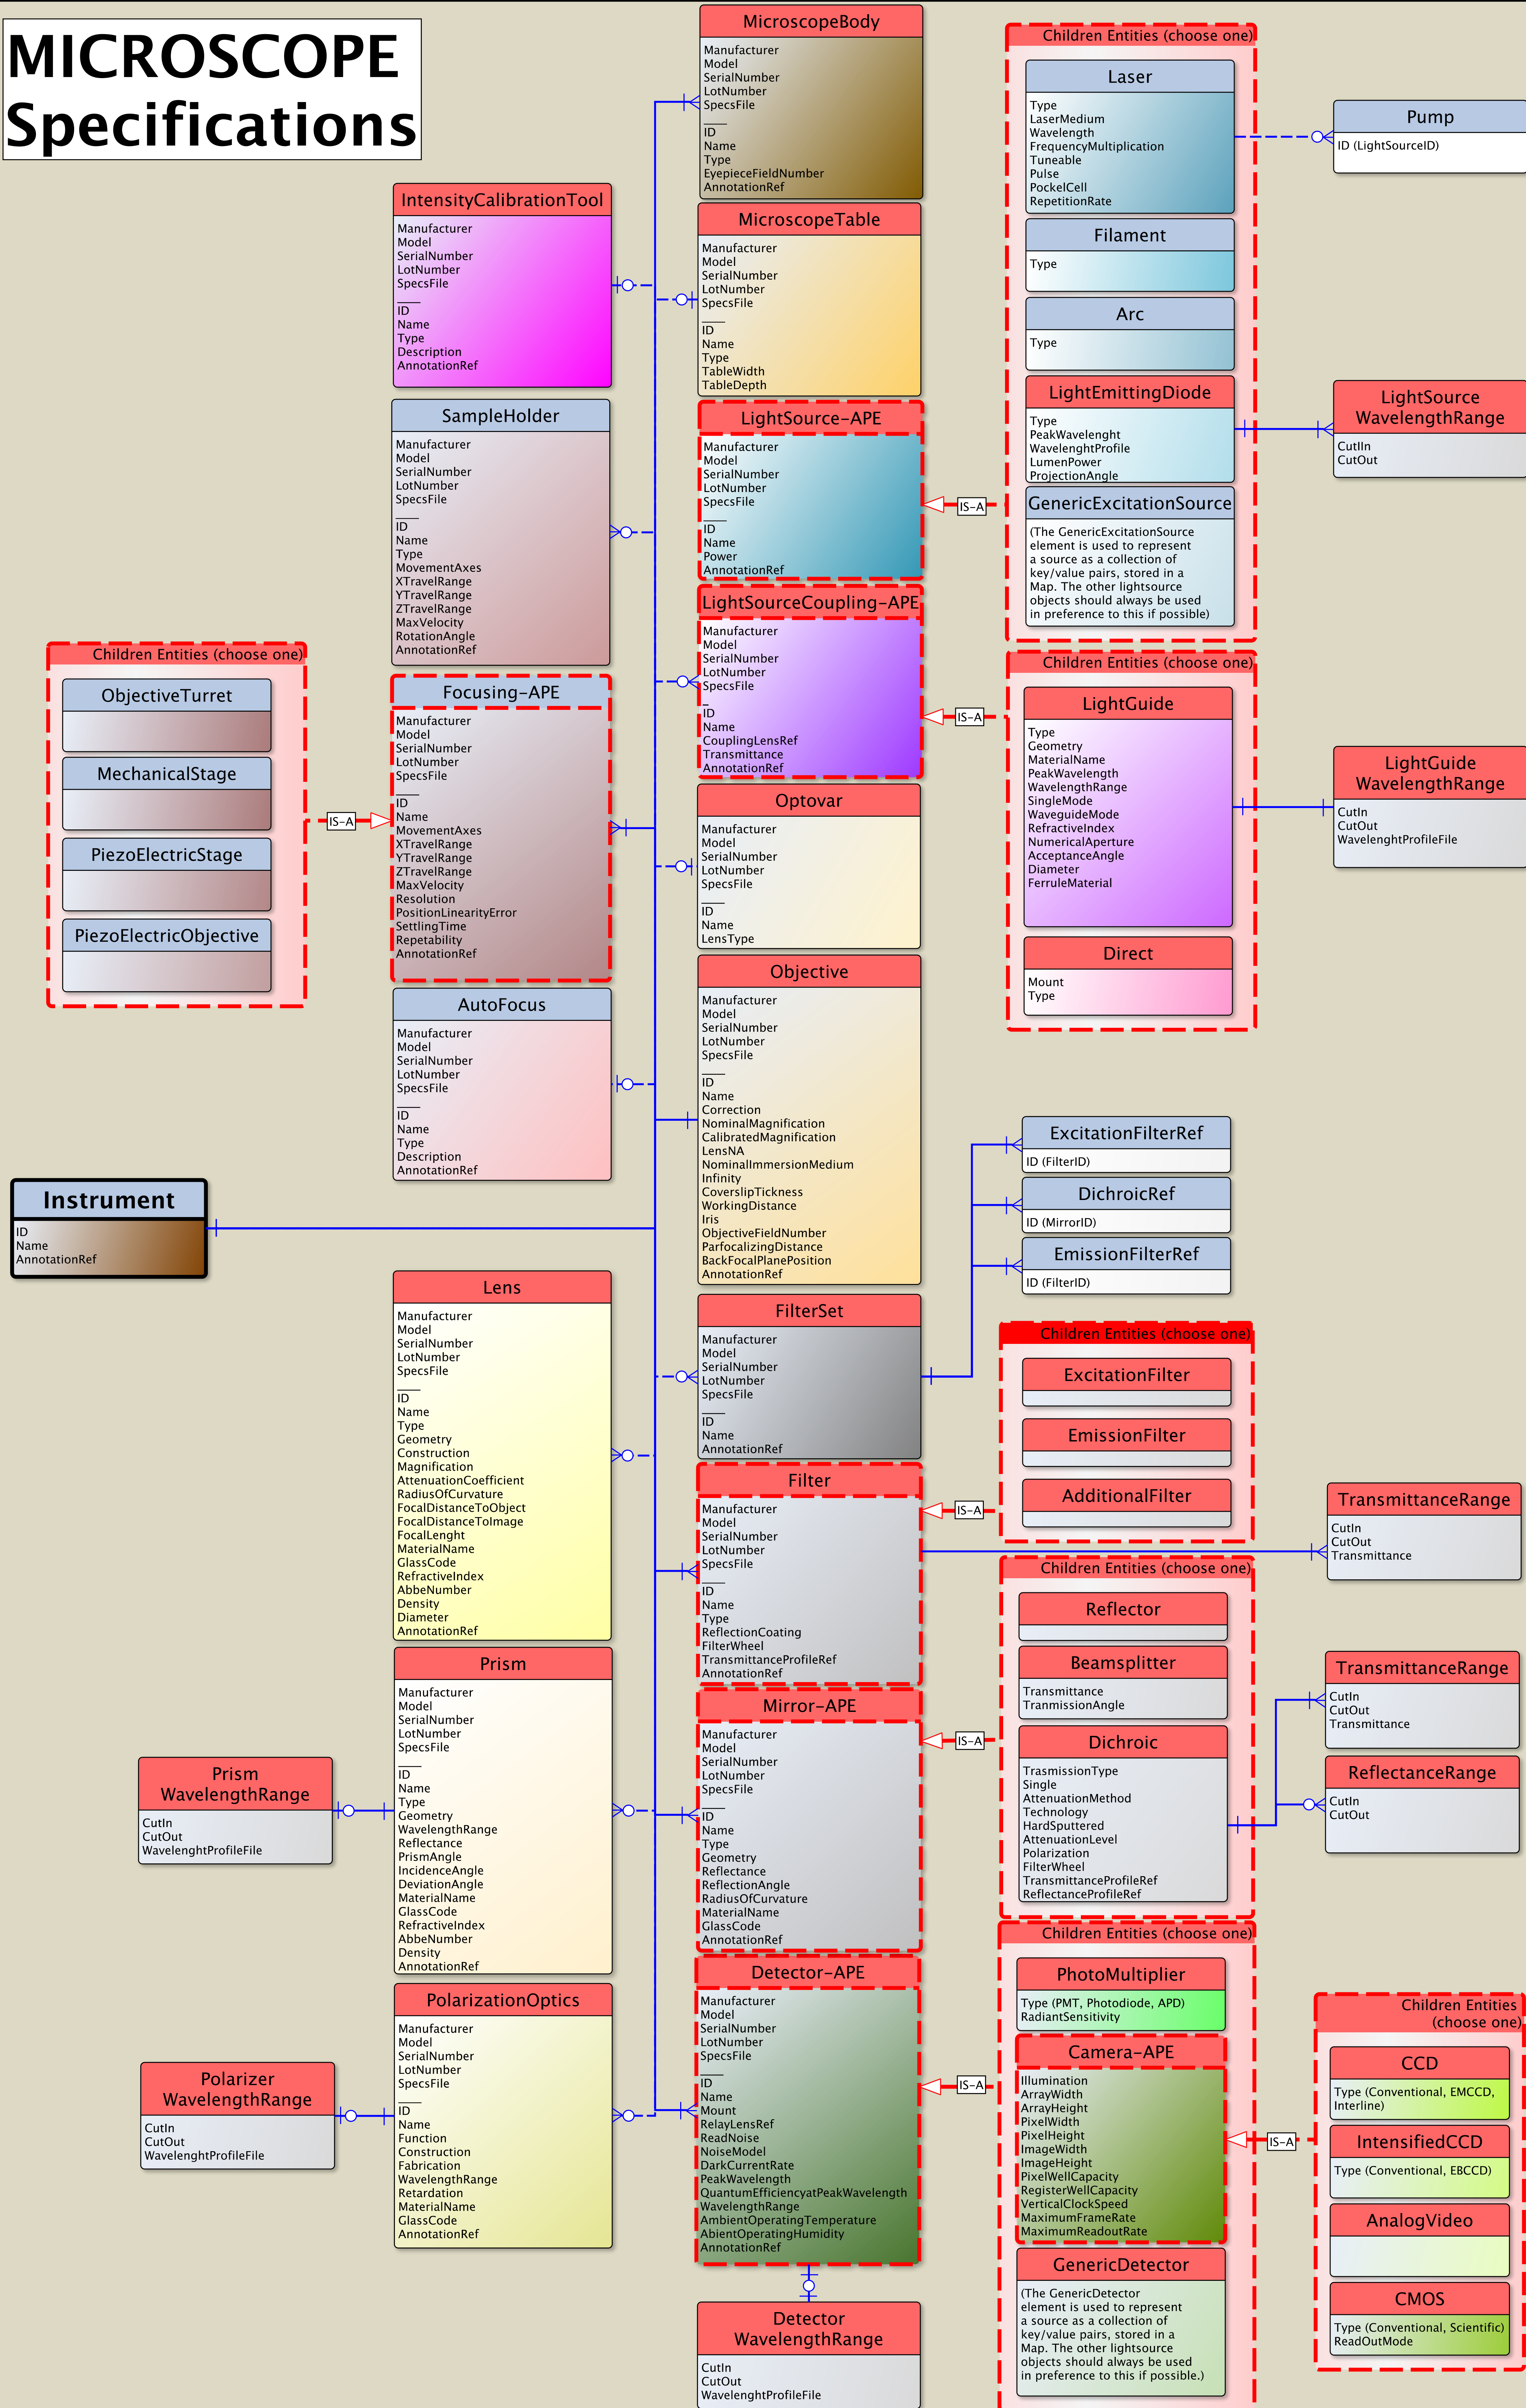 MICROSCOPE
Specifications
MicroscopeBody
Manufacturer
Model
SerialNumber
LotNumber
SpecsFile
ID
Name
Type
EyepieceFieldNumber
AnnotationRef
IntensityCalibrationTool
Manufacturer
Model
SerialNumber
LotNumber
SpecsFile
ID
Name
Type
Description
AnnotationRef
MicroscopeTable
Manufacturer
Model
SerialNumber
LotNumber
SpecsFile
ID
Name
Type
TableWidth
TableDepth
SampleHolder
Manufacturer
Model
SerialNumber
LotNumber
SpecsFile
ID
Name
Type
MovementAxes
XTravelRange
YTravelRange
ZTravelRange
MaxVelocity
RotationAngle
AnnotationRef
LightSource-APE
Manufacturer
Model
SerialNumber
LotNumber
SpecsFile
ID
Name
Power
AnnotationRef
IS-A
Children Entities (choose one)
Laser
Type
LaserMedium
Wavelength
FrequencyMultiplication
Tuneable
Pulse
PockelCell
RepetitionRate
Pump
ID (LightSourceID)
Filament
Type
Arc
Type
LightEmittingDiode
Type
PeakWavelenght
WavelenghtProfile
LumenPower
ProjectionAngle
LightSource
WavelengthRange
CutIIn
CutOut
GenericExcitationSource
(The GenericExcitationSource
element is used to represent
a source as a collection of
key/value pairs, stored in a
Map. The other lightsource
objects should always be used
in preference to this if possible)
LightSourceCoupling-APE
Manufacturer
Model
SerialNumber
LotNumber
SpecsFile
ID
Name
CouplingLensRef
Transmittance
AnnotationRef
IS-A
Children Entities (choose one)
LightGuide
Type
Geometry
MaterialName
PeakWavelength
WavelengthRange
SingleMode
WaveguideMode
RefractiveIndex
NumericalAperture
AcceptanceAngle
Diameter
FerruleMaterial
LightGuide
WavelengthRange
CutIn
CutOut
WavelenghtProfileFile
Direct
Mount
Type
Children Entities (choose one)
ObjectiveTurret
MechanicalStage
PiezoElectricStage
PiezoElectricObjective
IS-A
Focusing-APE
Manufacturer
Model
SerialNumber
LotNumber
SpecsFile
ID
Name
MovementAxes
XTravelRange
YTravelRange
ZTravelRange
MaxVelocity
Resolution
PositionLinearityError
SettlingTime
Repetability
AnnotationRef
Optovar
Manufacturer
Model
SerialNumber
LotNumber
SpecsFile
ID
Name
LensType
AutoFocus
Manufacturer
Model
SerialNumber
LotNumber
SpecsFile
ID
Name
Type
Description
AnnotationRef
Objective
Manufacturer
Model
SerialNumber
LotNumber
SpecsFile
ID
Name
Correction
NominalMagnification
CalibratedMagnification
LensNA
NominalImmersionMedium
Infinity
CoverslipTickness
WorkingDistance
Iris
ObjectiveFieldNumber
ParfocalizingDistance
BackFocalPlanePosition
AnnotationRef
Instrument
ID
Name
AnnotationRef
ExcitationFilterRef
ID (FilterID)
DichroicRef
ID (MirrorID)
EmissionFilterRef
ID (FilterID)
Lens
Manufacturer
Model
SerialNumber
LotNumber
SpecsFile
ID
Name
Type
Geometry
Construction
Magnification
AttenuationCoefficient
RadiusOfCurvature
FocalDistanceToObject
FocalDistanceToImage
FocalLenght
MaterialName
GlassCode
RefractiveIndex
AbbeNumber
Density
Diameter
AnnotationRef
FilterSet
Manufacturer
Model
SerialNumber
LotNumber
SpecsFile
ID
Name
AnnotationRef
Filter
Manufacturer
Model
SerialNumber
LotNumber
SpecsFile
ID
Name
Type
ReflectionCoating
FilterWheel
TransmittanceProfileRef
AnnotationRef
IS-A
Children Entities (choose one)
ExcitationFilter
EmissionFilter
AdditionalFilter
TransmittanceRange
CutIn
CutOut
Transmittance
Prism
Manufacturer
Model
SerialNumber
LotNumber
SpecsFile
ID
Name
Type
Geometry
WavelengthRange
Reflectance
PrismAngle
IncidenceAngle
DeviationAngle
MaterialName
GlassCode
RefractiveIndex
AbbeNumber
Density
AnnotationRef
Prism
WavelengthRange
CutIn
CutOut
WavelenghtProfileFile
Mirror-APE
Manufacturer
Model
SerialNumber
LotNumber
SpecsFile
ID
Name
Type
Geometry
Reflectance
ReflectionAngle
RadiusOfCurvature
MaterialName
GlassCode
AnnotationRef
IS-A
Children Entities (choose one)
Reflector
Beamsplitter
Transmittance
TranmissionAngle
Dichroic
TrasmissionType
Single
AttenuationMethod
Technology
HardSputtered
AttenuationLevel
Polarization
FilterWheel
TransmittanceProfileRef
ReflectanceProfileRef
TransmittanceRange
CutIn
CutOut
Transmittance
ReflectanceRange
CutIn
CutOut
PolarizationOptics
Manufacturer
Model
SerialNumber
LotNumber
SpecsFile
ID
Name
Function
Construction
Fabrication
WavelengthRange
Retardation
MaterialName
GlassCode
AnnotationRef
Polarizer
WavelengthRange
CutIn
CutOut
WavelenghtProfileFile
Detector-APE
Manufacturer
Model
SerialNumber
LotNumber
SpecsFile
ID
Name
Mount
RelayLensRef
ReadNoise
NoiseModel
DarkCurrentRate
PeakWavelength
QuantumEfficiencyatPeakWavelength
WavelengthRange
AmbientOperatingTemperature
AbientOperatingHumidity
AnnotationRef
Detector
WavelengthRange
CutIn
CutOut
WavelenghtProfileFile
IS-A
Children Entities (choose one)
PhotoMultiplier
Type (PMT, Photodiode, APD)
RadiantSensitivity
Camera-APE
Illumination
ArrayWidth
ArrayHeight
PixelWidth
PixelHeight
ImageWidth
ImageHeight
PixelWellCapacity
RegisterWellCapacity
VerticalClockSpeed
MaximumFrameRate
MaximumReadoutRate
GenericDetector
(The GenericDetector
element is used to represent
a source as a collection of
key/value pairs, stored in a
Map. The other lightsource
objects should always be used
in preference to this if possible.)
IS-A
Children Entities
(choose one)
CCD
Type (Conventional, EMCCD,
Interline)
IntensifiedCCD
Type (Conventional, EBCCD)
AnalogVideo
CMOS
Type (Conventional, Scientific)
ReadOutMode